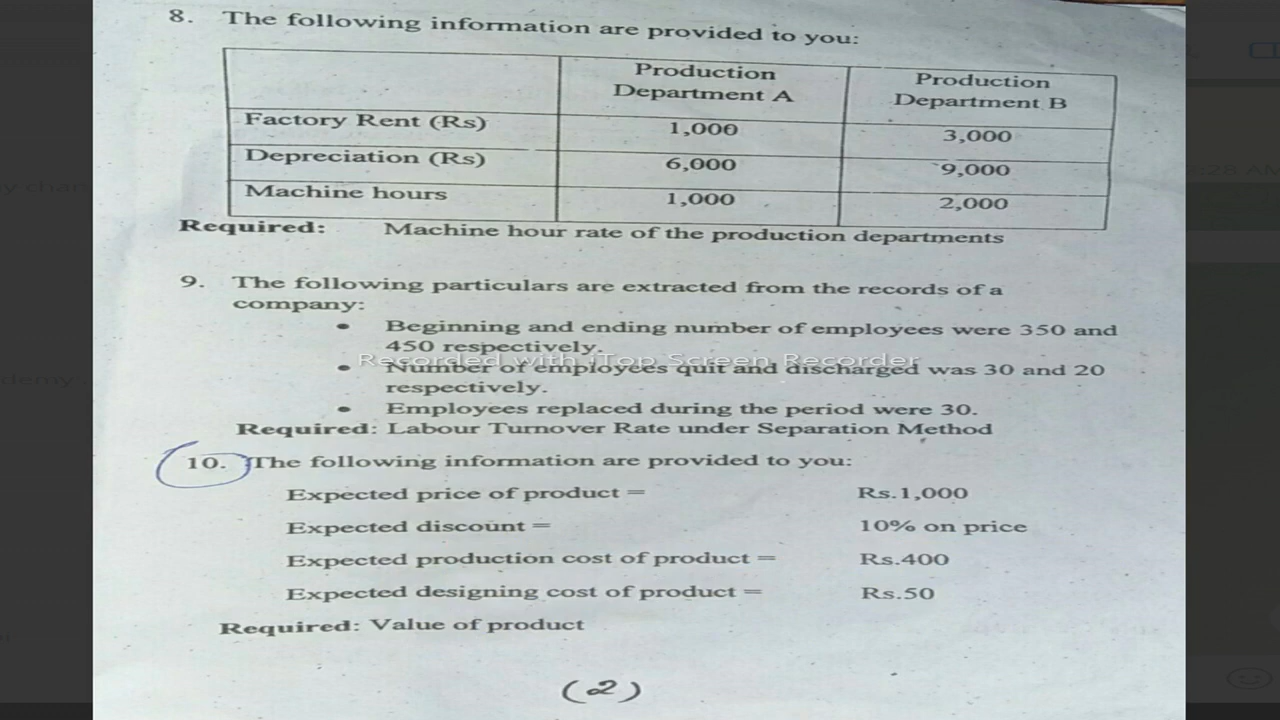 8. The following information are provided to you:
Production Department A Production Department B
Factory Rent (Rs) 1,000 3,000
Depreciation (Rs) 6,000 9,000
Machine hours 1,000 2,000
Required: Machine hour rate of the production departments
9. The following particulars are extracted from the records of a
company:
• Beginning and ending number of employees were 350 and
450 respectively.
Recorded with iTop Screen Recorder
• Number of employees quit and discharged was 30 and 20
respectively.
• Employees replaced during the period were 30.
Required: Labour Turnover Rate under Separation Method
10. The following information are provided to you:
Expected price of product = Rs.1,000
Expected discount = 10% on price
Expected production cost of product = Rs.400
Expected designing cost of product = Rs.50
Required: Value of product
(2)